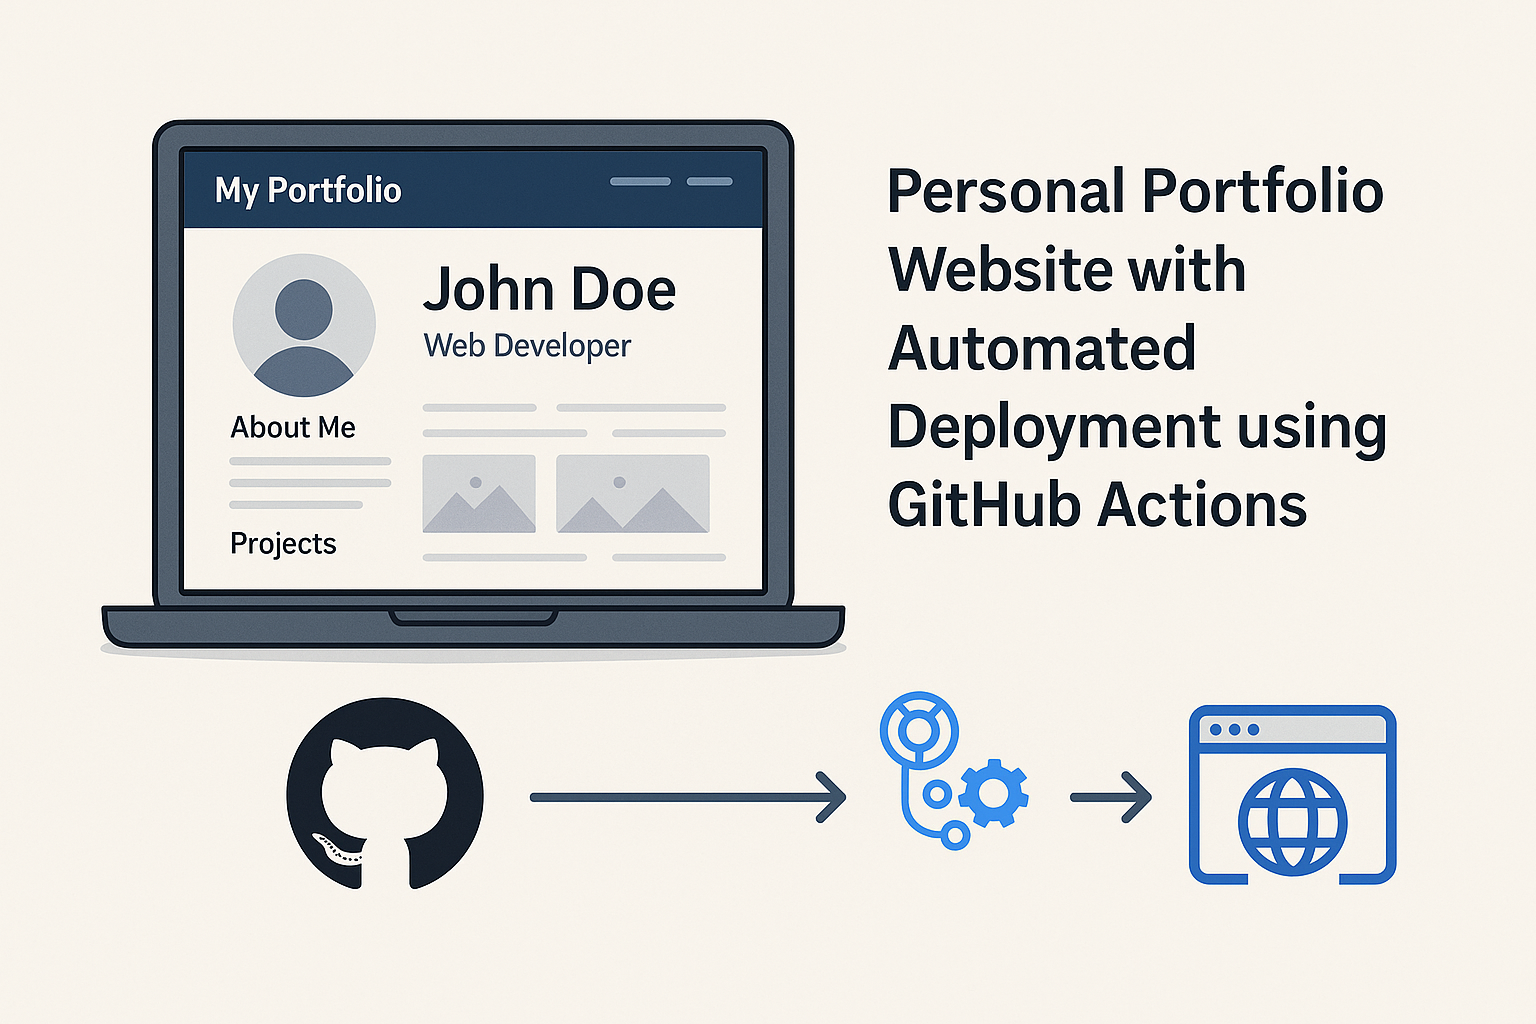 My Portfolio
John Doe
Web Developer
About Me
Projects
Personal Portfolio
Website with
Automated
Deployment using
GitHub Actions